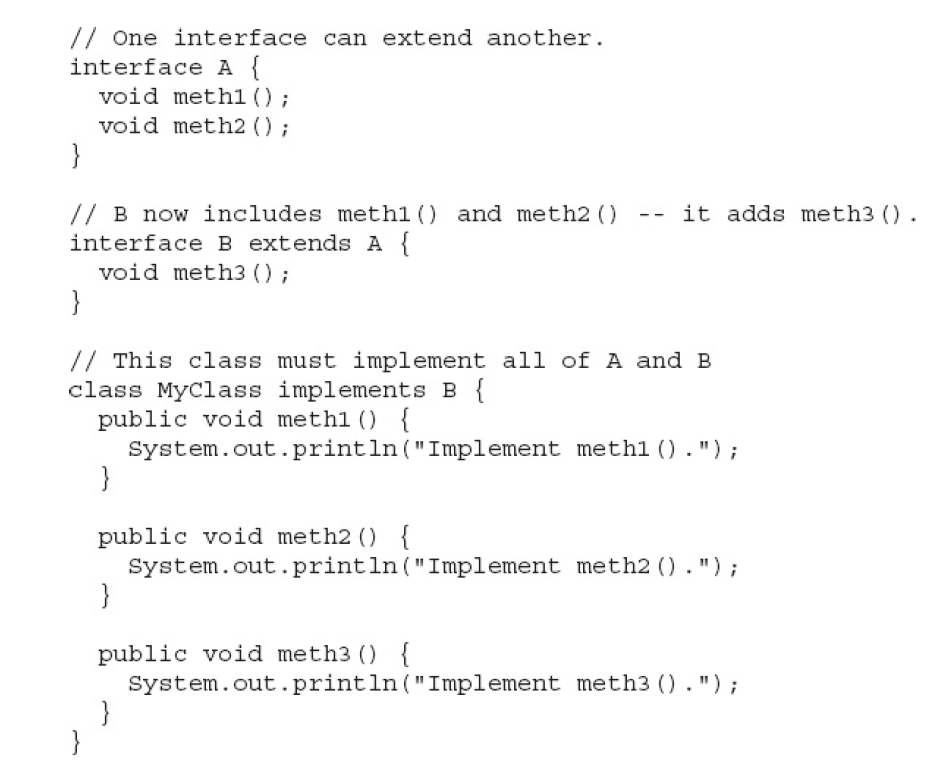 // One interface can extend another.
interface A {
  void meth1();
  void meth2();
}

// B now includes meth1() and meth2() -- it adds meth3().
interface B extends A {
  void meth3();
}

// This class must implement all of A and B
class MyClass implements B {
  public void meth1() {
    System.out.println("Implement meth1().");
  }

  public void meth2() {
    System.out.println("Implement meth2().");
  }

  public void meth3() {
    System.out.println("Implement meth3().");
  }
}